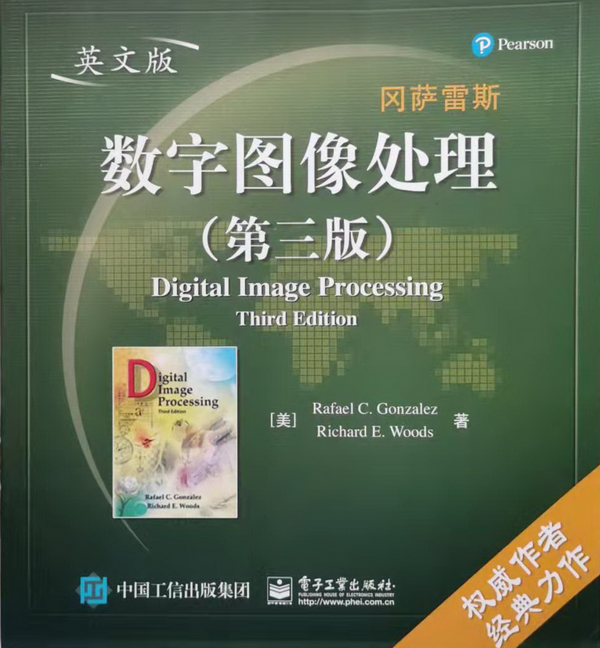 英文版
Pearson
冈萨雷斯
数字图像处理
（第三版）
Digital Image Processing
Third Edition
Digital
Image
Processing
Third Edition
Rafael C. Gonzalez
Richard E. Woods
[美]
Rafael C. Gonzalez
Richard E. Woods
著
权威作者
经典力作
中国工信出版集团
电子工业出版社
PUBLISHING HOUSE OF ELECTRONICS INDUSTRY
http://www.phei.com.cn